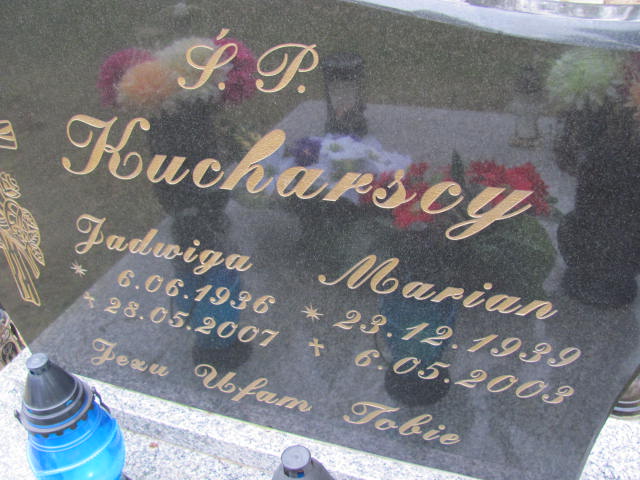 Ś. P.
Kucharscy
Jadwiga
* 6.06.1936
+ 28.05.2007
Marian
* 23.12.1939
+ 6.05.2003
Jezu Ufam Tobie